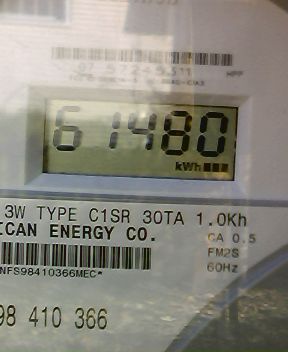 HPP
61480
kWh
3W TYPE C1SR 30TA 1.0Kh
ICAN ENERGY CO.
CA 0.5
FM2S
NFS98410366MEC*
60Hz
98 410 366